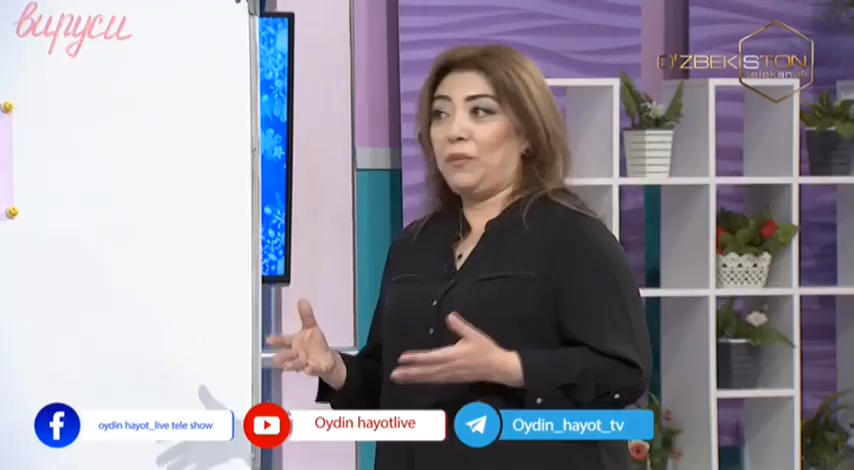 вируси
O'ZBEKISTON
telekanali
oydin hayot_live tele show
Oydin hayotlive
Oydin_hayot_tv